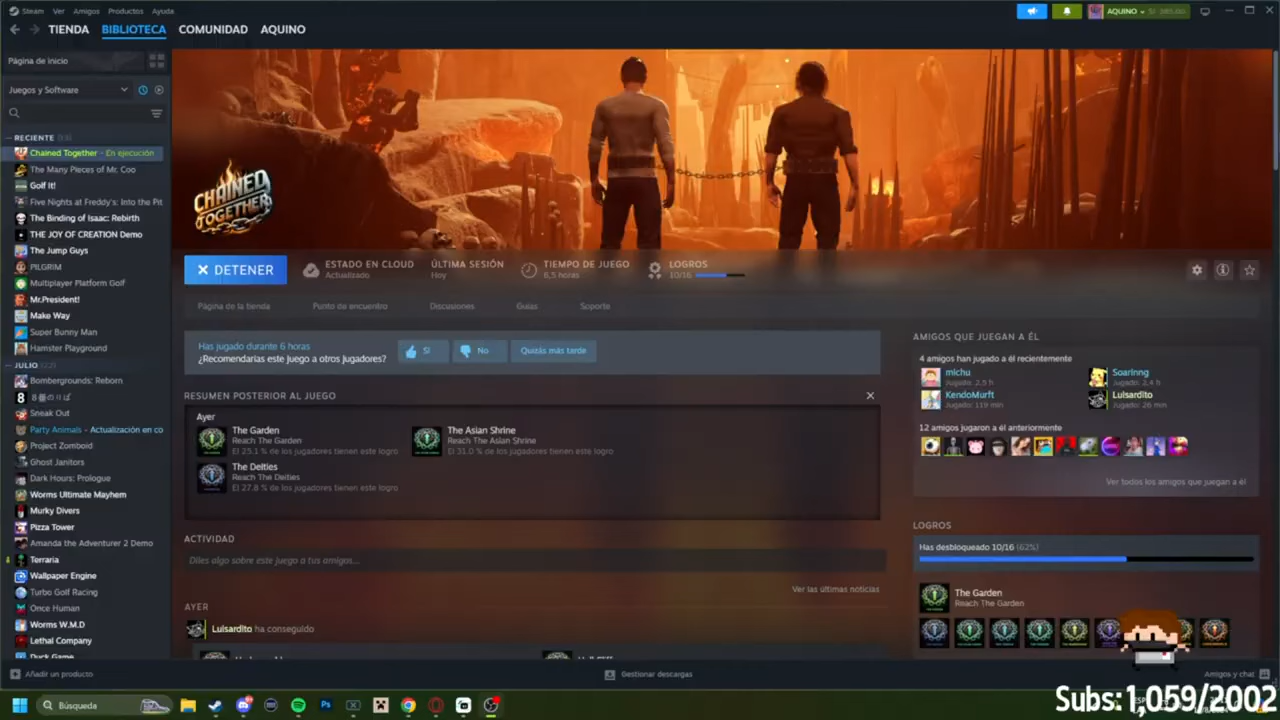 Steam Ver Amigos Productos Ayuda
AQUINO
TIENDA BIBLIOTECA COMUNIDAD AQUINO
Página de inicio
Juegos y Software
RECIENTE (13)
Chained Together - En ejecución
The Many Pieces of Mr. Coo
Golf It!
Five Nights at Freddy's: Into the Pit
The Binding of Isaac: Rebirth
THE JOY OF CREATION Demo
The Jump Guys
PILGRIM
Multiplayer Platform Golf
Mr.President!
Make Way
Super Bunny Man
Hamster Playground
JULIO (22)
Bombergrounds: Reborn
Sneak Out
Party Animals - Actualización en co
Project Zomboid
Ghost Janitors
Dark Hours: Prologue
Worms Ultimate Mayhem
Murky Divers
Pizza Tower
Amanda the Adventurer 2 Demo
Terraria
Wallpaper Engine
Turbo Golf Racing
Once Human
Worms W.M.D
Lethal Company
Duck Game
Añadir un producto
CHAINED TOGETHER
DETENER
ESTADO EN CLOUD
Actualizado
ÚLTIMA SESIÓN
Hoy
TIEMPO DE JUEGO
6,5 horas
LOGROS
10/16
Página de la tienda Punto de encuentro Discusiones Guías Soporte
Has jugado durante 6 horas
¿Recomendarías este juego a otros jugadores?
Sí No Quizás más tarde
RESUMEN POSTERIOR AL JUEGO
Ayer
The Garden
Reach The Garden
El 25.1 % de los jugadores tienen este logro
The Asian Shrine
Reach The Asian Shrine
El 31.0 % de los jugadores tienen este logro
The Deities
Reach The Deities
El 27.8 % de los jugadores tienen este logro
ACTIVIDAD
Diles algo sobre este juego a tus amigos...
Ver las últimas noticias
AYER
Luisardito ha conseguido
Gestionar descargas
AMIGOS QUE JUEGAN A ÉL
4 amigos han jugado a él recientemente
michu
Jugado: 2,5 h
Soarinng
Jugado: 2,4 h
KendoMurft
Jugado: 119 min
Luisardito
Jugado: 26 min
12 amigos jugaron a él anteriormente
Ver todos los amigos que juegan a él
LOGROS
Has desbloqueado 10/16 (62%)
The Garden
Reach The Garden
Amigos y chat
Búsqueda
Subs: 1,059/2002